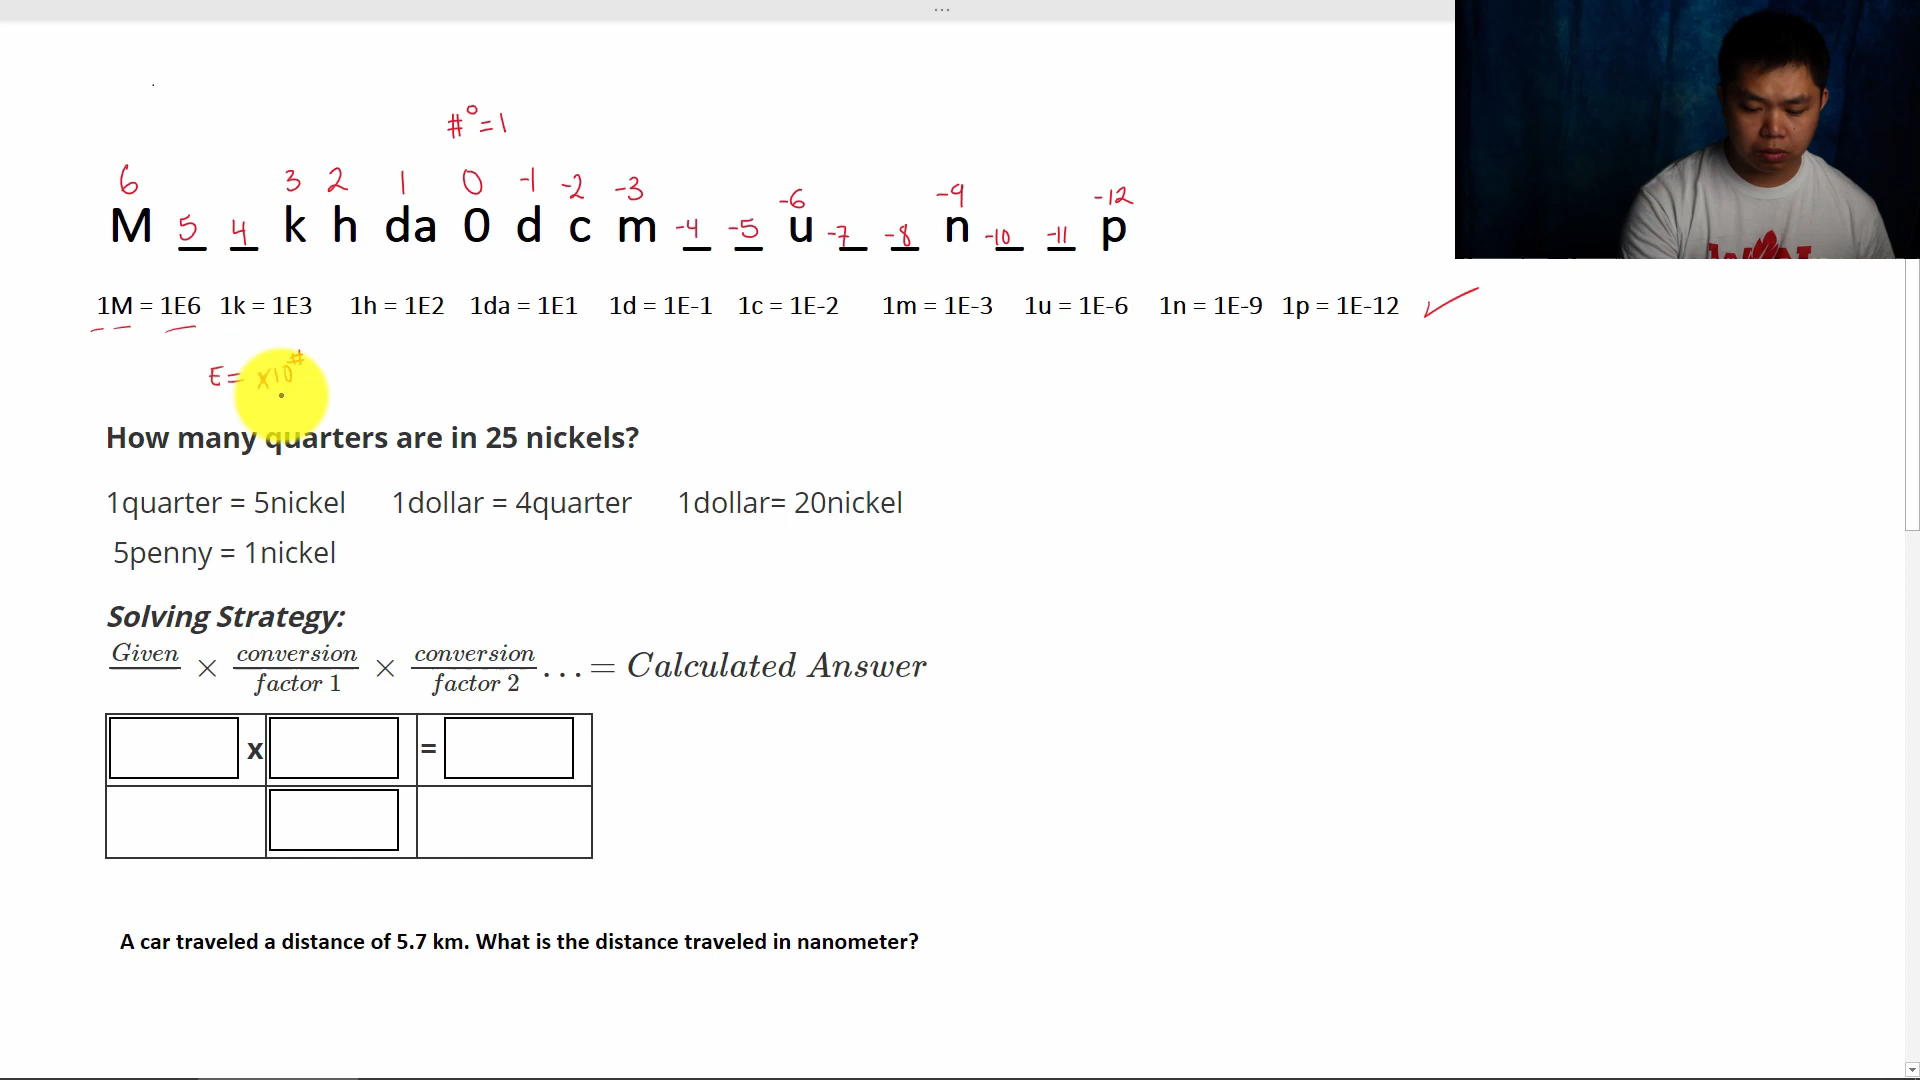 #⁰=1
6 3 2 1 0 -1 -2 -3 -6 -9 -12
M 5 4 k h da 0 d c m -4 -5 u -7 -8 n -10 -11 p
1M = 1E6 1k = 1E3 1h = 1E2 1da = 1E1 1d = 1E-1 1c = 1E-2 1m = 1E-3 1u = 1E-6 1n = 1E-9 1p = 1E-12
E= x10^#
How many quarters are in 25 nickels?
1quarter = 5nickel 1dollar = 4quarter 1dollar= 20nickel
5penny = 1nickel
Solving Strategy:
Given × conversion × conversion ... = Calculated Answer
factor 1 factor 2
x =
A car traveled a distance of 5.7 km. What is the distance traveled in nanometer?